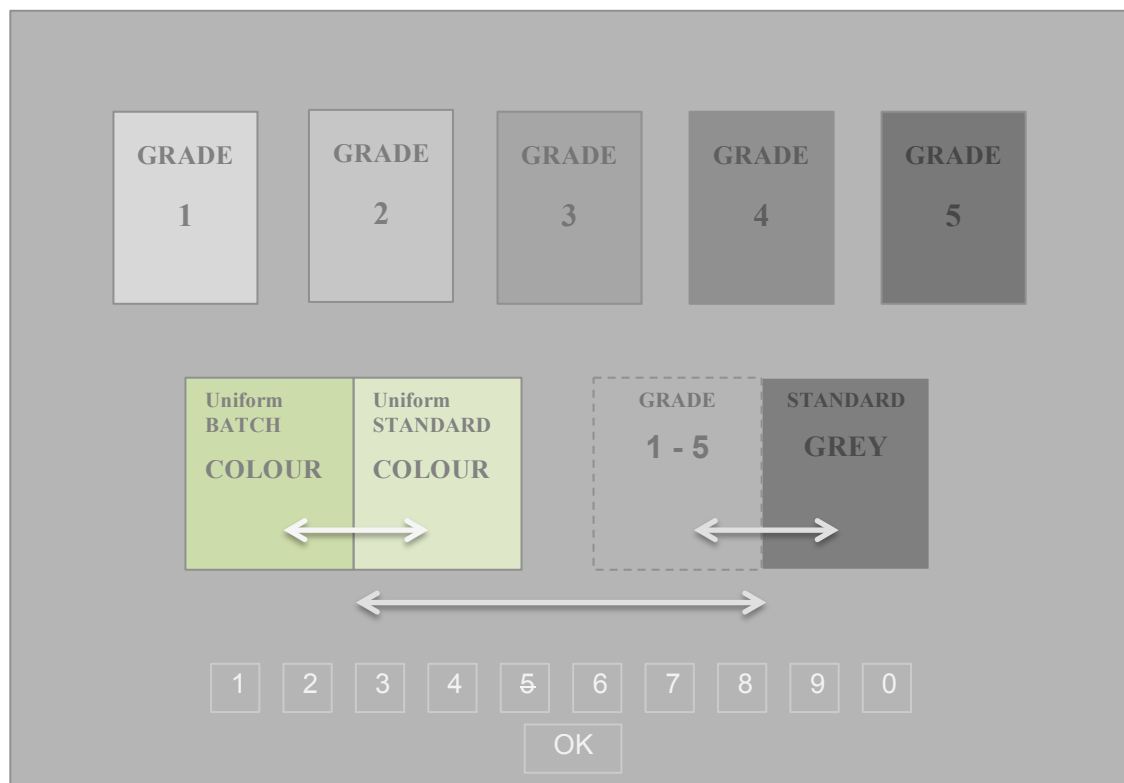 GRADE
1
GRADE
2
GRADE
3
GRADE
4
GRADE
5
Uniform
BATCH
COLOUR
Uniform
STANDARD
COLOUR
GRADE
1 - 5
STANDARD
GREY
1 2 3 4 5 6 7 8 9 0
OK